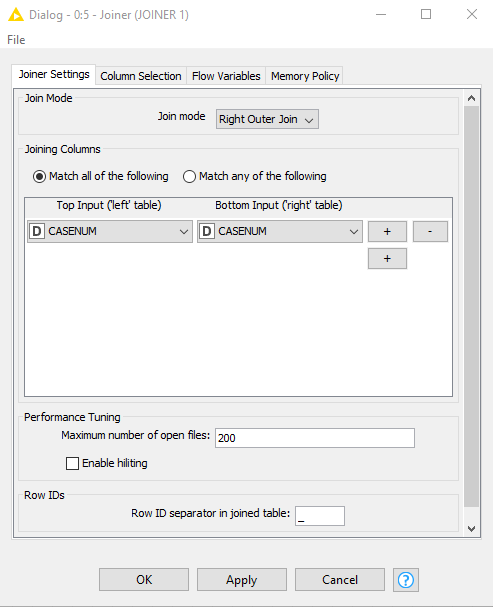 Dialog - 0:5 - Joiner (JOINER 1)
File
Joiner Settings Column Selection Flow Variables Memory Policy
Join Mode
Join mode Right Outer Join
Joining Columns
Match all of the following Match any of the following
Top Input ('left' table) Bottom Input ('right' table)
D CASENUM D CASENUM + -
+
Performance Tuning
Maximum number of open files: 200
Enable hiliting
Row IDs
Row ID separator in joined table: _
OK Apply Cancel ?